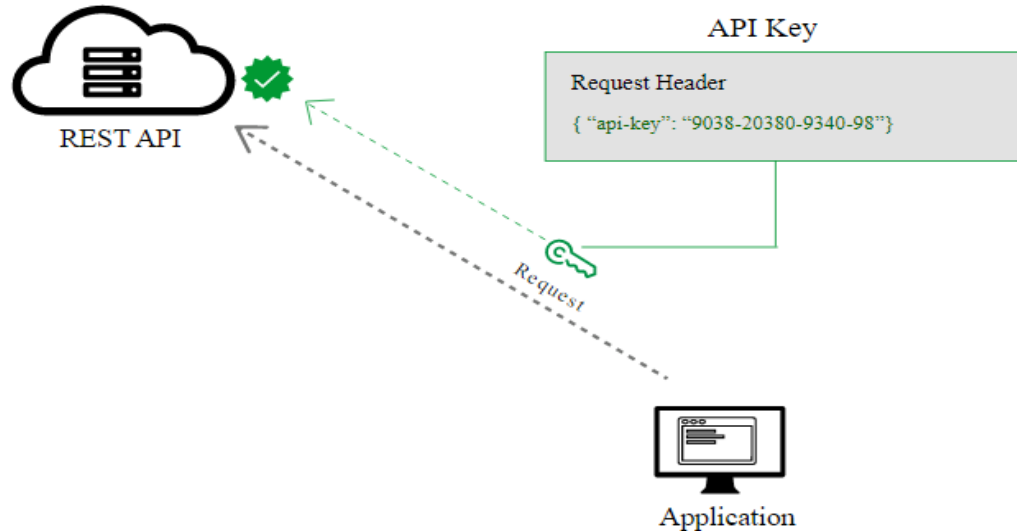 API Key
Request Header
{ “api-key”: “9038-20380-9340-98”}
REST API
Request
Application